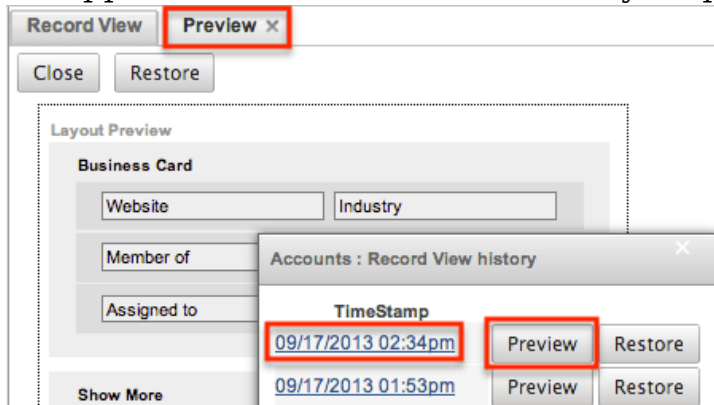 Record View Preview ×
Close Restore
Layout Preview
Business Card
Website Industry
Member of
Assigned to
Show More
Accounts : Record View history
TimeStamp
09/17/2013 02:34pm Preview Restore
09/17/2013 01:53pm Preview Restore